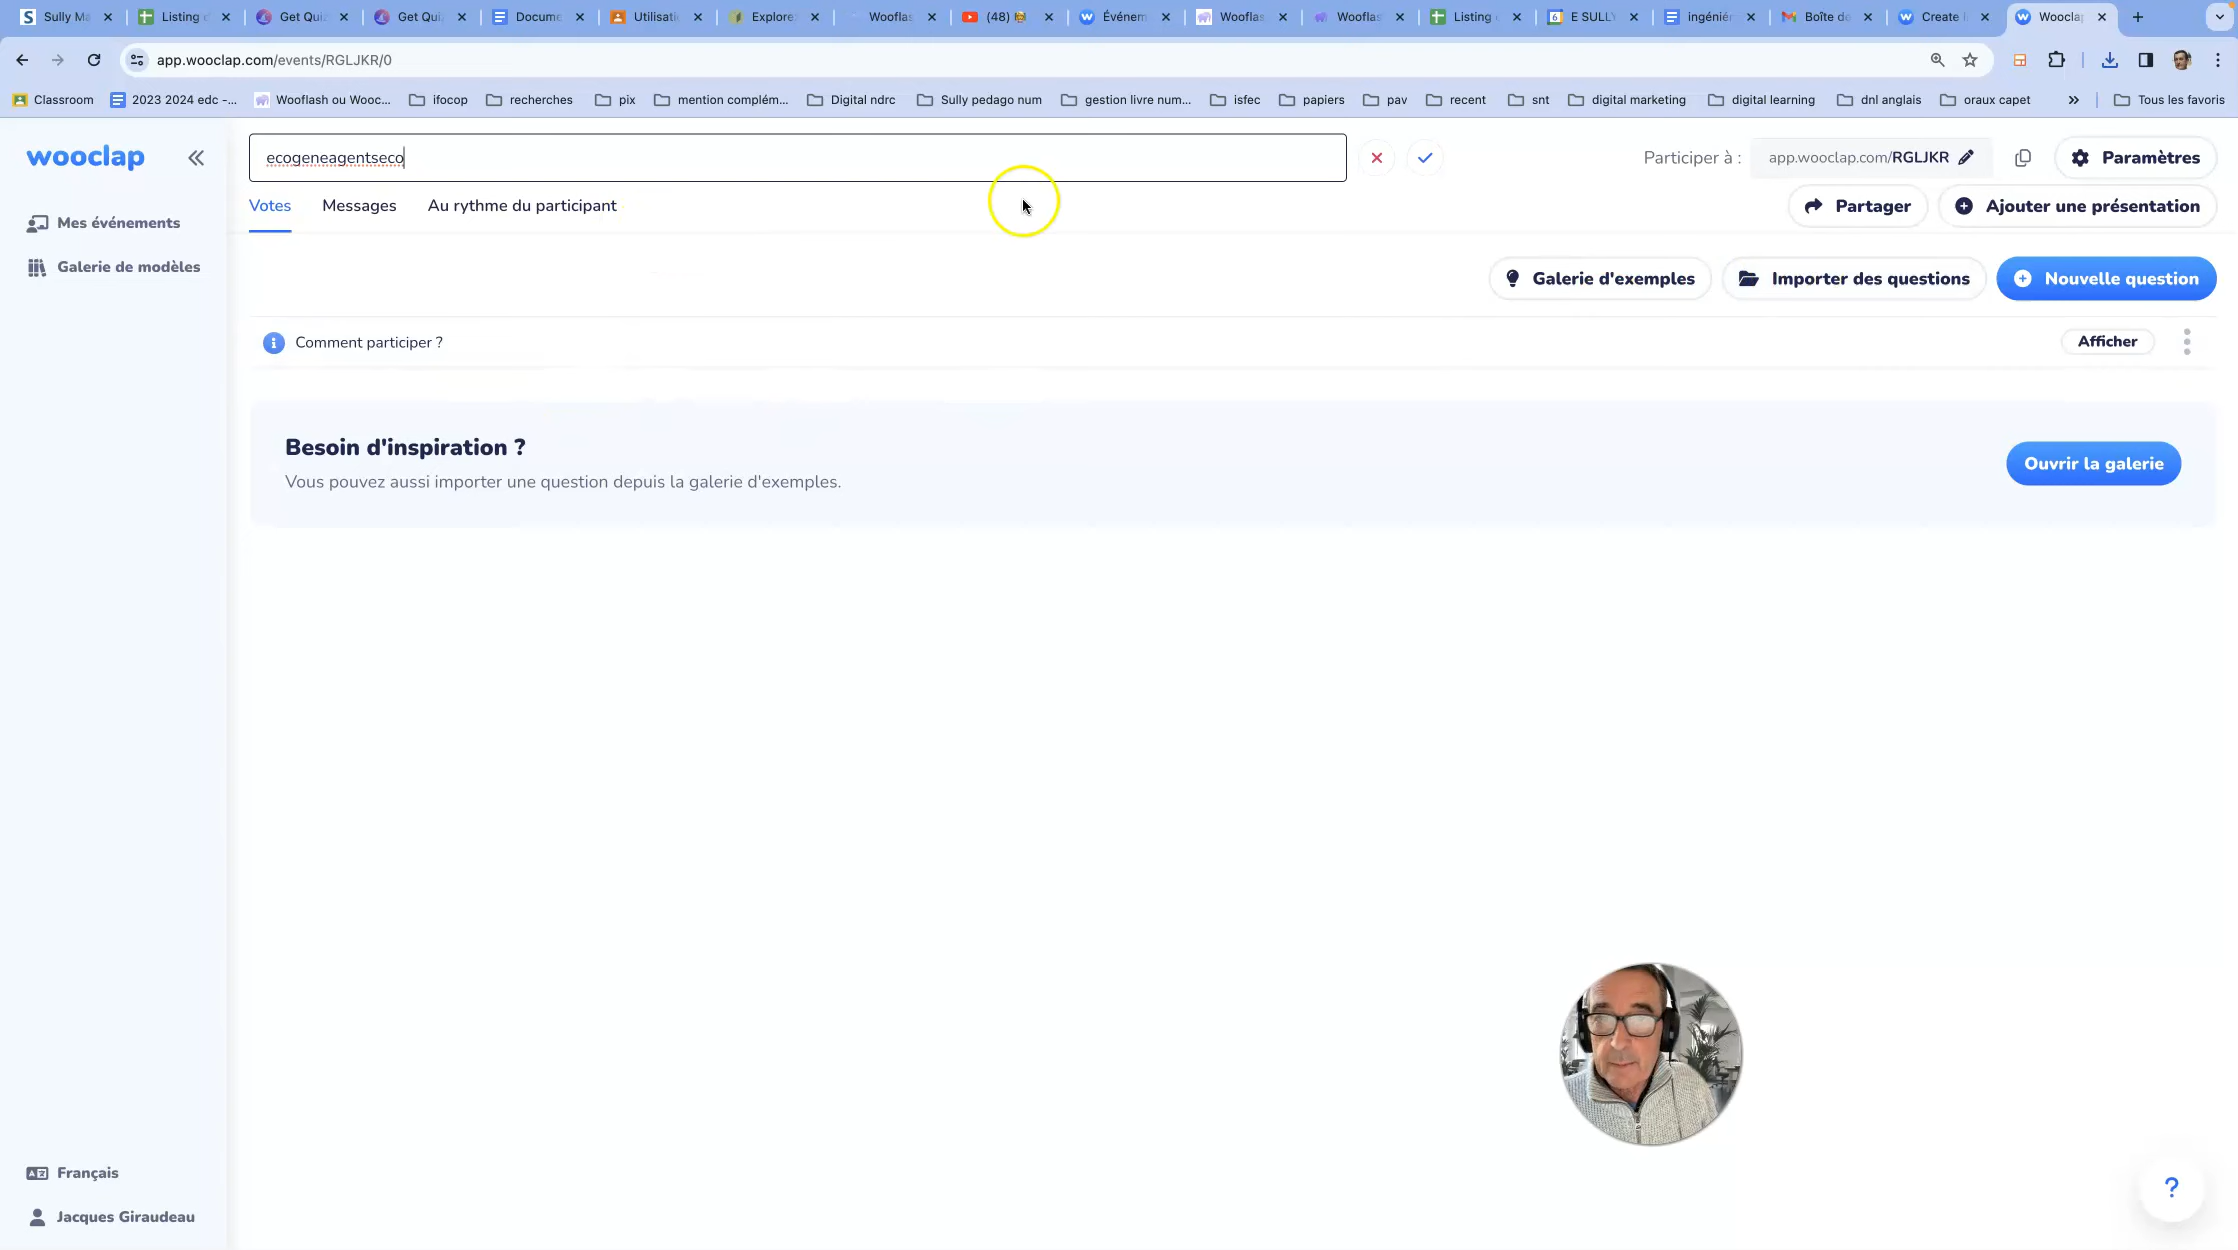 Sully Ma
Listing d
Get Qui
Get Qui
Docume
Utilisati
Explore
Wooflas
(48)
Événem
Wooflas
Wooflas
Listing
E SULLY
ingénié
Boîte de
Create
Woocla
app.wooclap.com/events/RGLJKR/0
Classroom
2023 2024 edc -...
Wooflash ou Wooc...
ifocop
recherches
pix
mention complém...
Digital ndrc
Sully pedago num
gestion livre num...
isfec
papiers
pav
recent
snt
digital marketing
digital learning
dnl anglais
oraux capet
»
Tous les favoris
wooclap
ecogeneagentseco
Participer à :
app.wooclap.com/RGLJKR
Paramètres
Votes
Messages
Au rythme du participant
Partager
Ajouter une présentation
Mes événements
Galerie de modèles
Galerie d'exemples
Importer des questions
Nouvelle question
Comment participer ?
Afficher
Besoin d'inspiration ?
Vous pouvez aussi importer une question depuis la galerie d'exemples.
Ouvrir la galerie
Français
Jacques Giraudeau
?